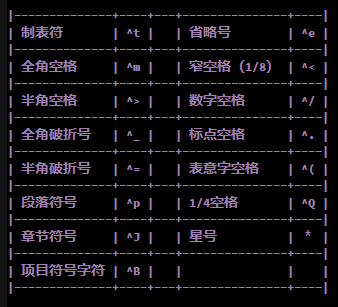 制表符 | ^t | | 省略号 | ^e
全角空格 | ^m | | 窄空格（1/8） | ^<
半角空格 | ^> | | 数字空格 | ^/
全角破折号 | ^_ | | 标点空格 | ^.
半角破折号 | ^= | | 表意字空格 | ^(
段落符号 | ^p | | 1/4空格 | ^Q
章节符号 | ^J | | 星号 | *
项目符号字符 | ^B | | |